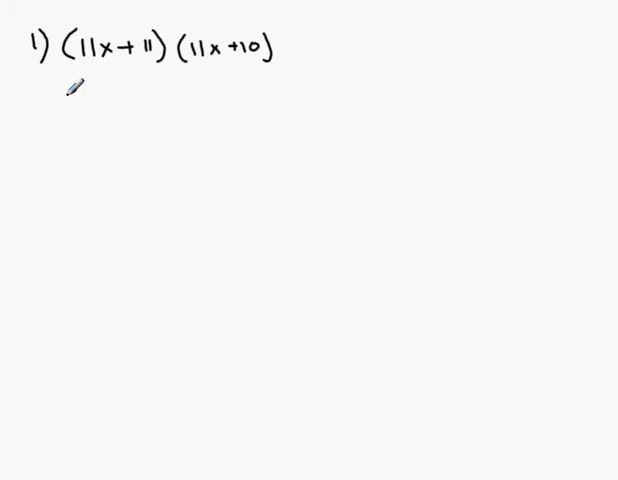 1) (11x + 11) (11x +10)